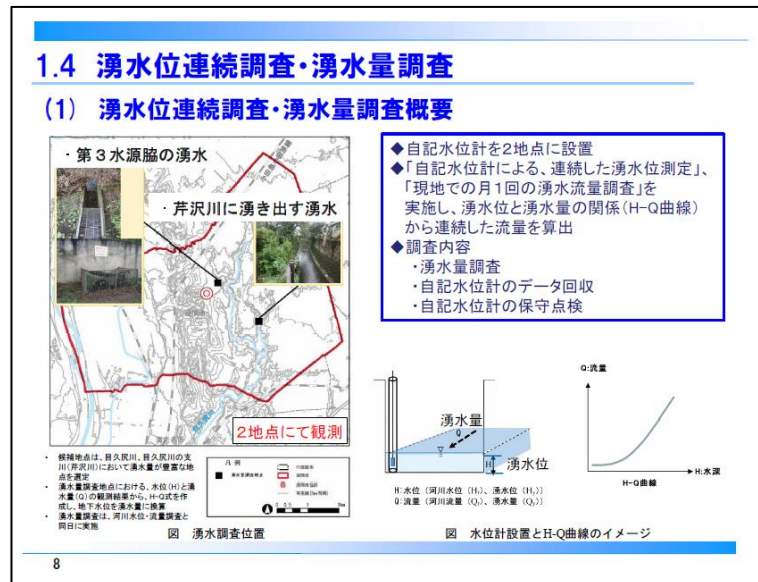 1.4 湧水位連続調査・湧水量調査
(1) 湧水位連続調査・湧水量調査概要
・第３水源脇の湧水
・芹沢川に湧き出す湧水
2地点にて観測
・ 候補地点は、目久尻川、目久尻川の支
川(芹沢川)において湧水量が豊富な地
点を選定
・ 湧水量調査地点における、水位(H)と湧
水量(Q)の観測結果から、H-Q式を作
成し、地下水位を湧水量に換算
・ 湧水量調査は、河川水位・流量調査と
同日に実施
凡 例
図 湧水調査位置
◆自記水位計を2地点に設置
◆「自記水位計による、連続した湧水位測定」、
「現地での月1回の湧水流量調査」を
実施し、湧水位と湧水量の関係(H-Q曲線)
から連続した流量を算出
◆調査内容
・湧水量調査
・自記水位計のデータ回収
・自記水位計の保守点検
湧水量
Q
H
湧水位
H:水位 (河川水位 (Hr)、湧水位 (Hy))
Q:流量 (河川流量 (Qr)、湧水量 (Qy))
Q:流量
H:水深
H-Q曲線
図 水位計設置とH-Q曲線のイメージ
8